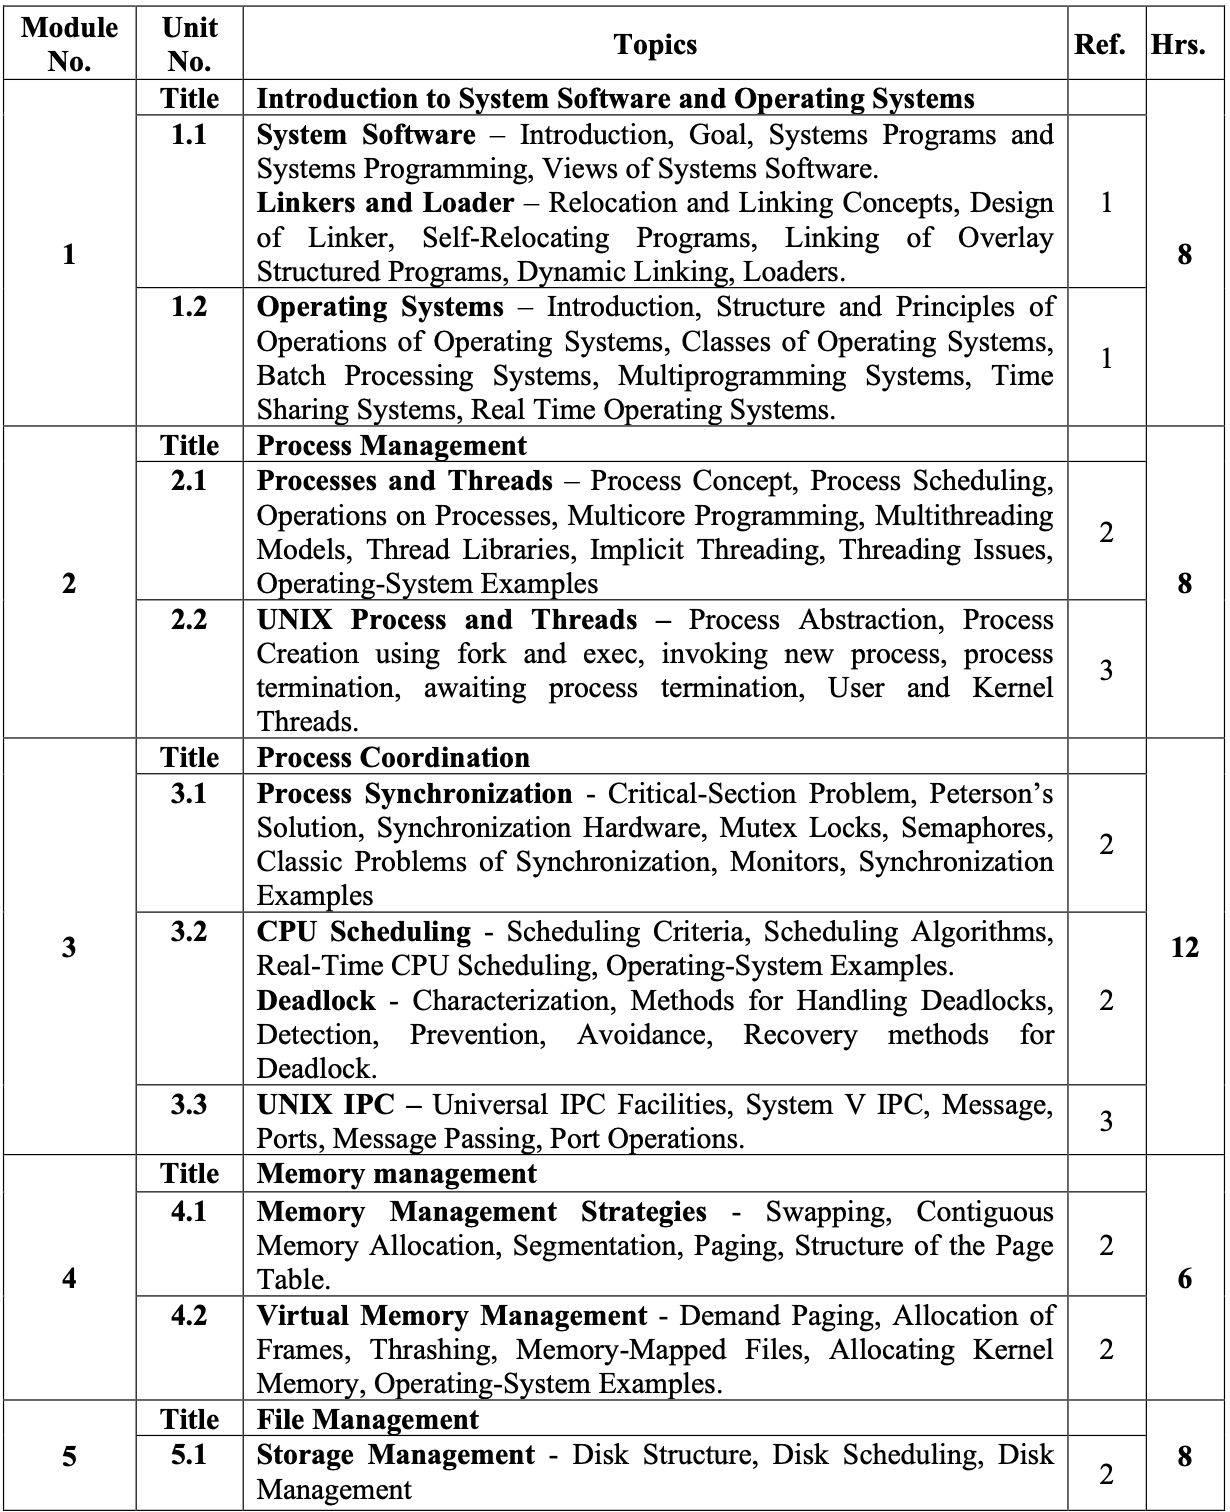 Module No. Unit No. Topics Ref. Hrs.
Title Introduction to System Software and Operating Systems
1 8
1.1 System Software – Introduction, Goal, Systems Programs and
Systems Programming, Views of Systems Software.
Linkers and Loader – Relocation and Linking Concepts, Design 1
of Linker, Self-Relocating Programs, Linking of Overlay
Structured Programs, Dynamic Linking, Loaders.
1.2 Operating Systems – Introduction, Structure and Principles of
Operations of Operating Systems, Classes of Operating Systems,
Batch Processing Systems, Multiprogramming Systems, Time 1
Sharing Systems, Real Time Operating Systems.
Title Process Management
2 8
2.1 Processes and Threads – Process Concept, Process Scheduling,
Operations on Processes, Multicore Programming, Multithreading 2
Models, Thread Libraries, Implicit Threading, Threading Issues,
Operating-System Examples
2.2 UNIX Process and Threads – Process Abstraction, Process
Creation using fork and exec, invoking new process, process 3
termination, awaiting process termination, User and Kernel
Threads.
Title Process Coordination
3 12
3.1 Process Synchronization - Critical-Section Problem, Peterson’s
Solution, Synchronization Hardware, Mutex Locks, Semaphores, 2
Classic Problems of Synchronization, Monitors, Synchronization
Examples
3.2 CPU Scheduling - Scheduling Criteria, Scheduling Algorithms,
Real-Time CPU Scheduling, Operating-System Examples.
Deadlock - Characterization, Methods for Handling Deadlocks, 2
Detection, Prevention, Avoidance, Recovery methods for
Deadlock.
3.3 UNIX IPC – Universal IPC Facilities, System V IPC, Message, 3
Ports, Message Passing, Port Operations.
Title Memory management
4 6
4.1 Memory Management Strategies - Swapping, Contiguous
Memory Allocation, Segmentation, Paging, Structure of the Page 2
Table.
4.2 Virtual Memory Management - Demand Paging, Allocation of
Frames, Thrashing, Memory-Mapped Files, Allocating Kernel 2
Memory, Operating-System Examples.
Title File Management
5 8
5.1 Storage Management - Disk Structure, Disk Scheduling, Disk 2
Management